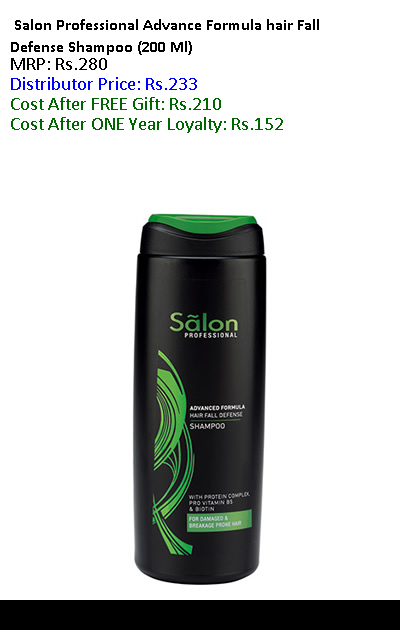 Salon Professional Advance Formula hair Fall
Defense Shampoo (200 Ml)
MRP: Rs.280
Distributor Price: Rs.233
Cost After FREE Gift: Rs.210
Cost After ONE Year Loyalty: Rs.152
Sãlon
PROFESSIONAL
ADVANCED FORMULA
HAIR FALL DEFENSE
SHAMPOO
WITH PROTEIN COMPLEX,
PRO VITAMIN B5
& BIOTIN
FOR DAMAGED &
BREAKAGE PRONE HAIR